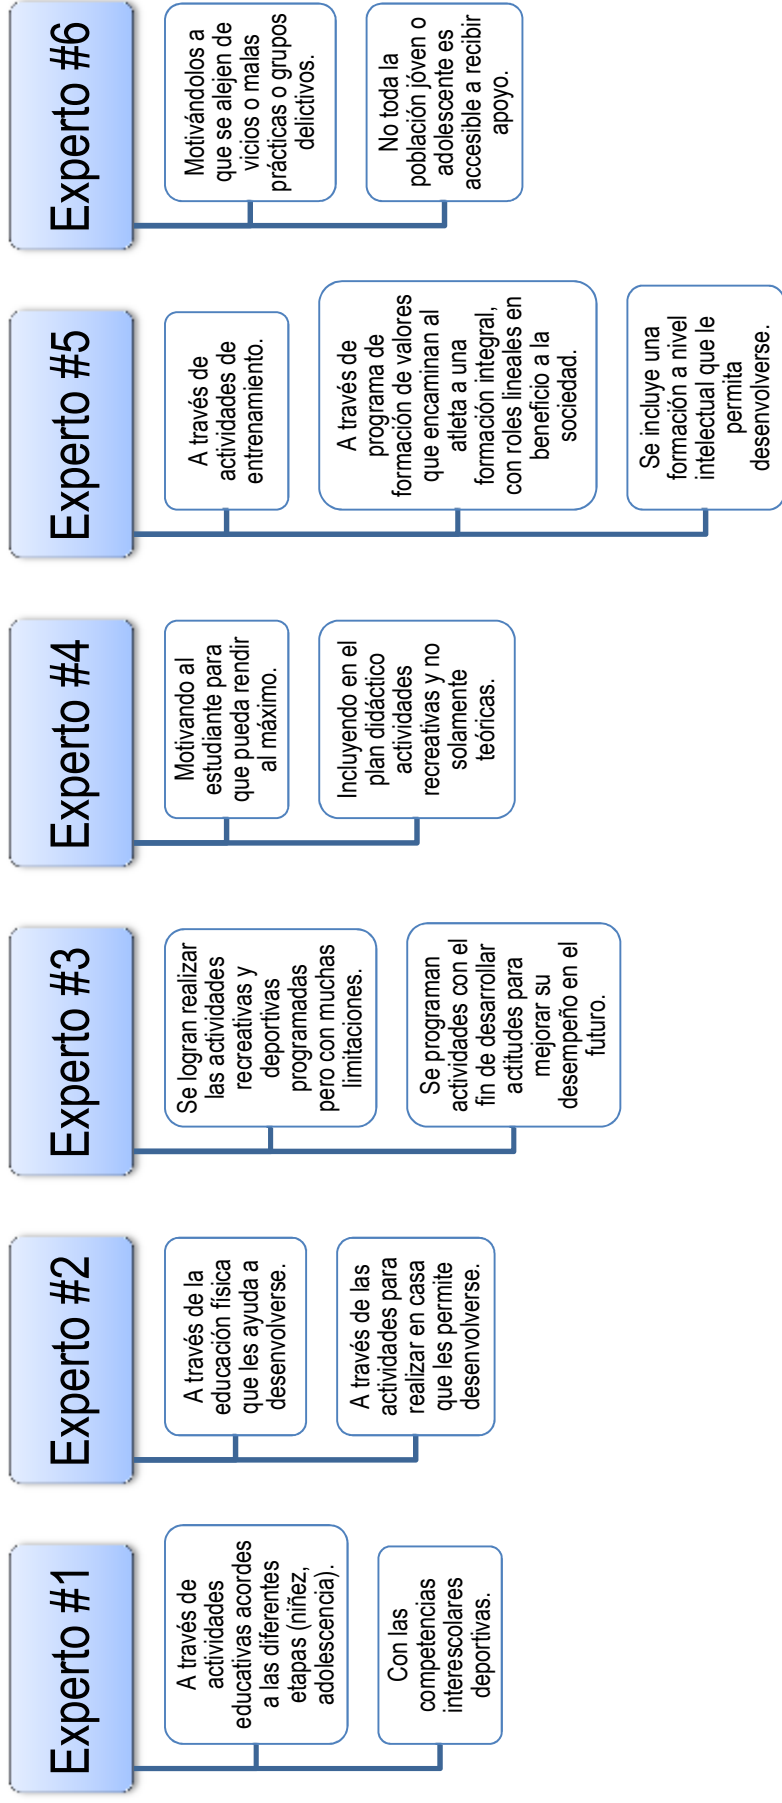 Experto #1
A través de
actividades
educativas acordes
a las diferentes
etapas (niñez,
adolescencia).
Con las
competencias
interescolares
deportivas.
Experto #2
A través de la
educación física
que les ayuda a
desenvolverse.
A través de las
actividades para
realizar en casa
que les permite
desenvolverse.
Experto #3
Se logran realizar
las actividades
recreativas y
deportivas
programadas
pero con muchas
limitaciones.
Se programan
actividades con el
fin de desarrollar
actitudes para
mejorar su
desempeño en el
futuro.
Experto #4
Motivando al
estudiante para
que pueda rendir
al máximo.
Incluyendo en el
plan didáctico
actividades
recreativas y no
solamente
teóricas.
Experto #5
A través de
actividades de
entrenamiento.
A través de
programa de
formación de valores
que encaminan al
atleta a una
formación integral,
con roles lineales en
beneficio a la
sociedad.
Se incluye una
formación a nivel
intelectual que le
permita
desenvolverse.
Experto #6
Motivándolos a
que se alejen de
vicios o malas
prácticas o grupos
delictivos.
No toda la
población jóven o
adolescente es
accesible a recibir
apoyo.